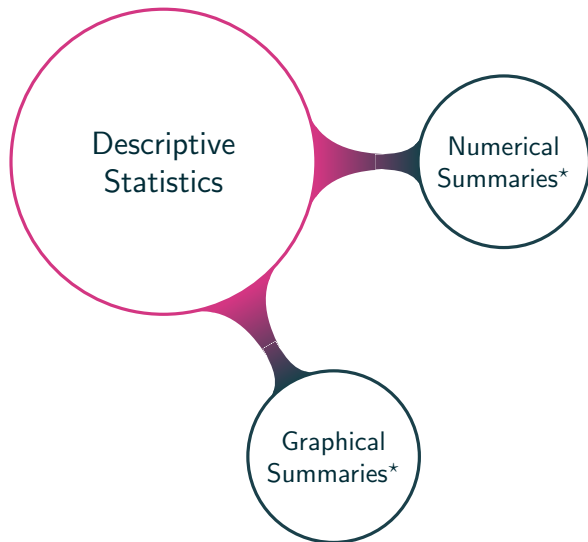 Descriptive
Statistics
Numerical
Summaries*
Graphical
Summaries*